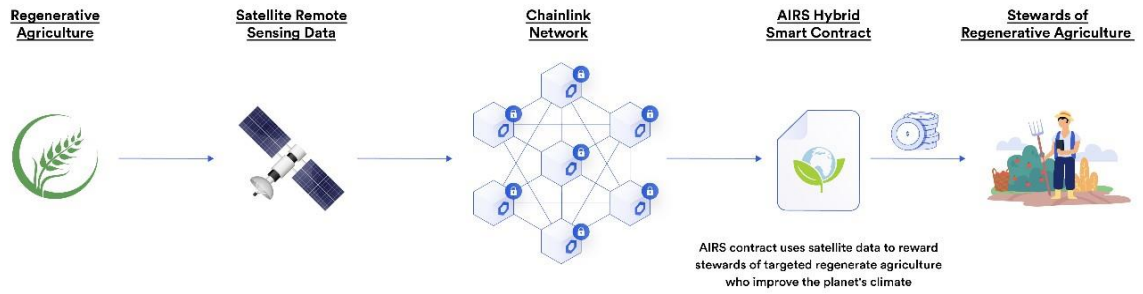 Regenerative
Agriculture
Satellite Remote
Sensing Data
Chainlink
Network
AIRS Hybrid
Smart Contract
Stewards of
Regenerative Agriculture
AIRS contract uses satellite data to reward
stewards of targeted regenerate agriculture
who improve the planet's climate